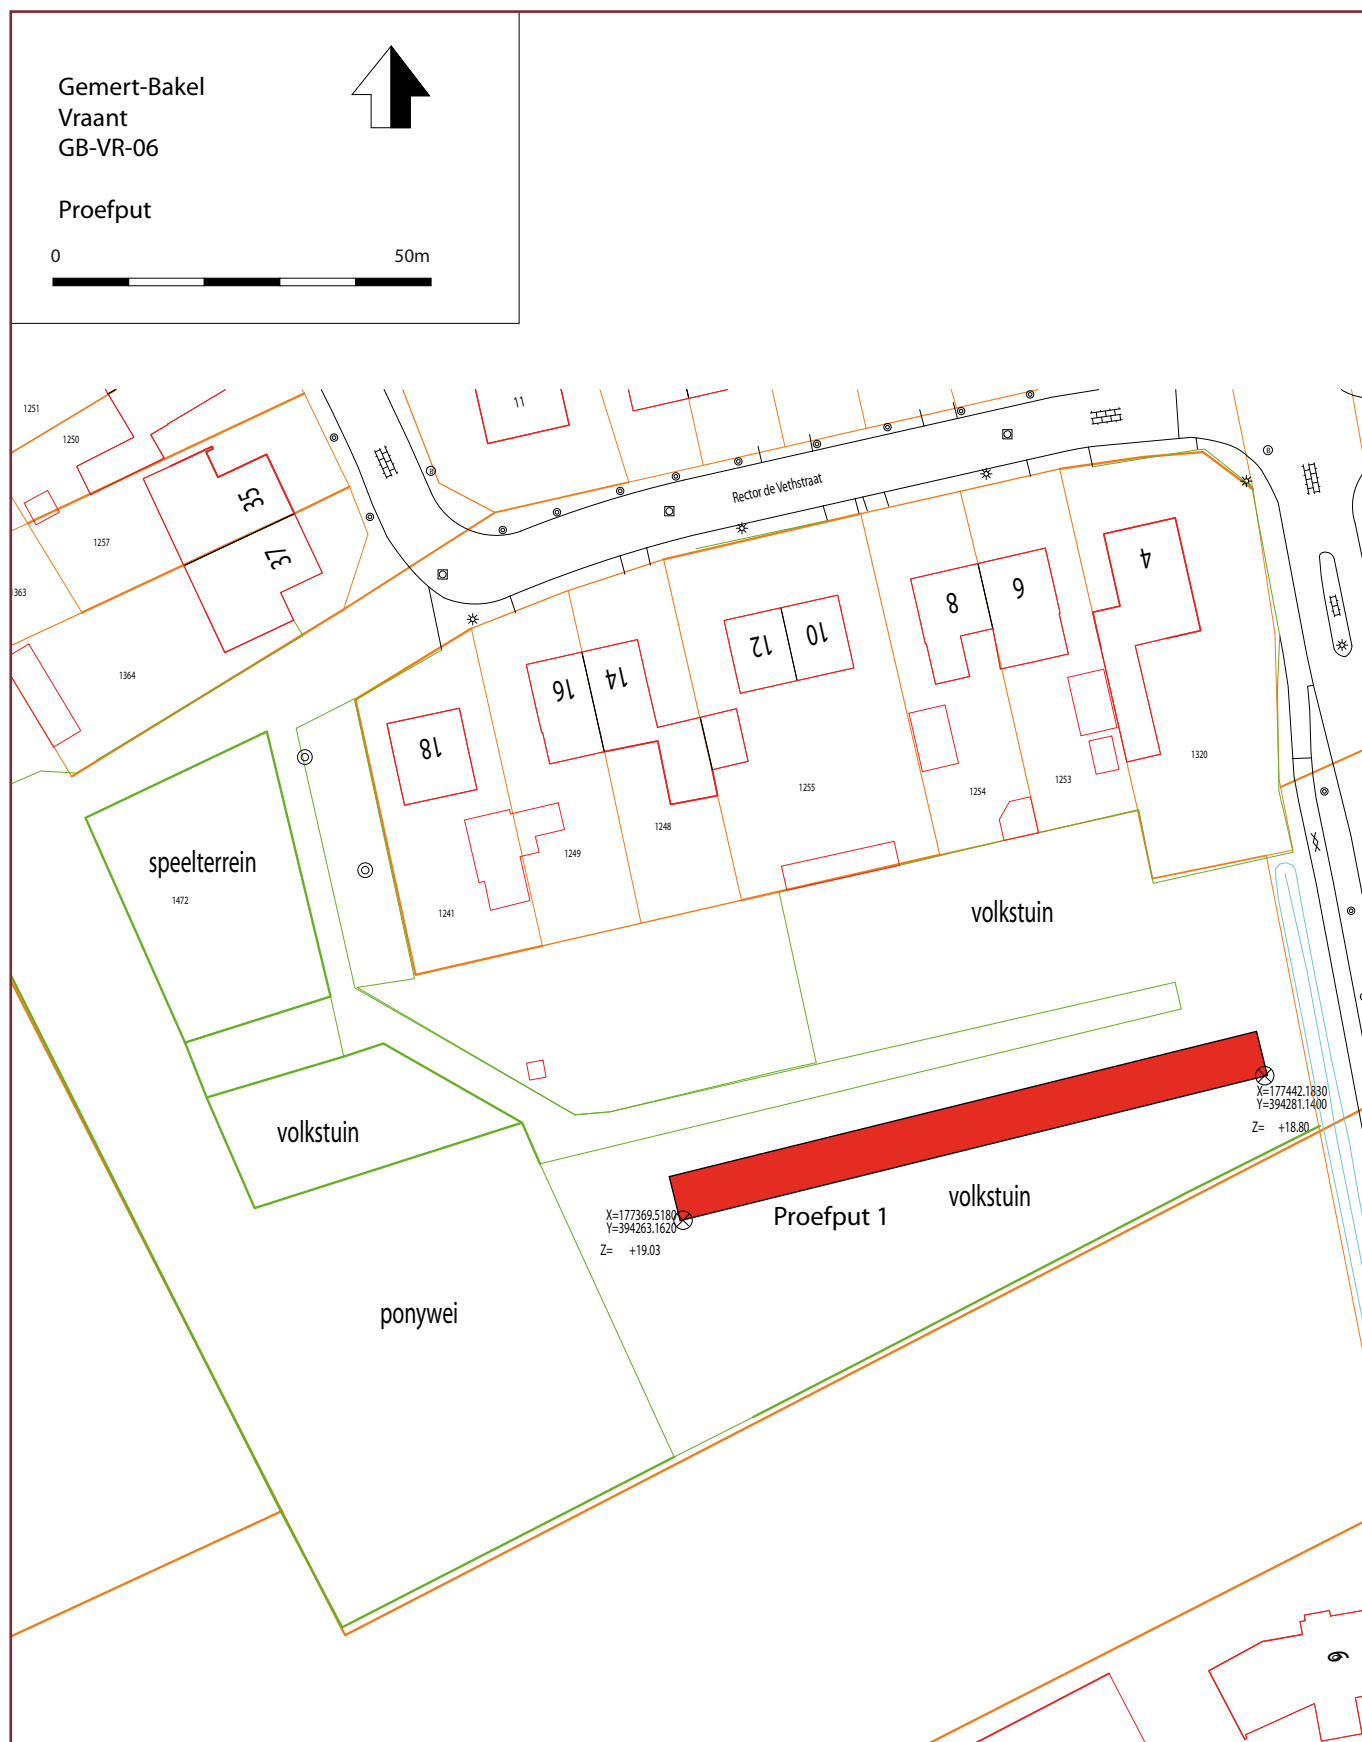 Gemert-Bakel
Vraant
GB-VR-06
Proefput
0 50m
1251
1250
11
B
B
35
1257
37
1363
1364
Rector de Vethstraat
4
6
8
10
12
14
16
18
1320
1253
1254
1255
1248
1249
1241
speelterrein
1472
volkstuin
volkstuin
X=177442.1830
Y=394281.1400
Z= +18.80
volkstuin
Proefput 1
X=177369.5180
Y=394263.1620
Z= +19.03
ponywei
6